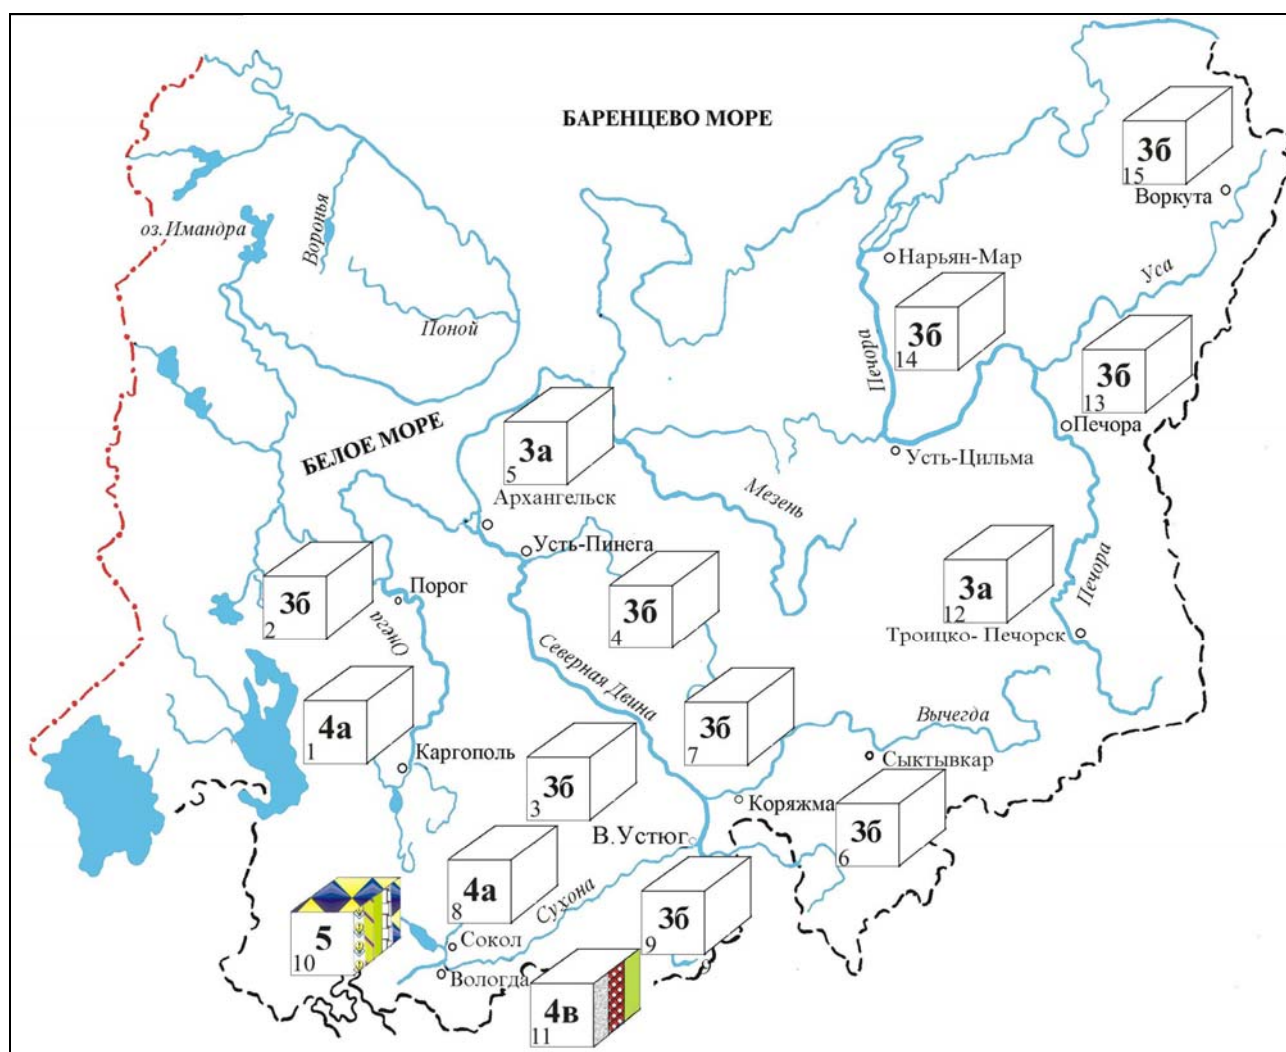 БАРЕНЦЕВО МОРЕ
3б
15
Воркута
оз. Имандра
Воронья
Нарьян-Мар
Уса
Поной
3б
14
Печора
3б
13
Печора
БЕЛОЕ МОРЕ
3а
5
Усть-Цильма
Архангельск
Мезень
Усть-Пинега
3б
2
Порог
Онега
3б
4
3а
12
Печора
Троицко- Печорск
Северная Двина
4а
1
Каргополь
3б
7
Вычегда
Сыктывкар
3б
3
Коряжма
3б
6
В.Устюг
4а
8
Сухона
3б
9
9
5
10
Сокол
Вологда
4в
11